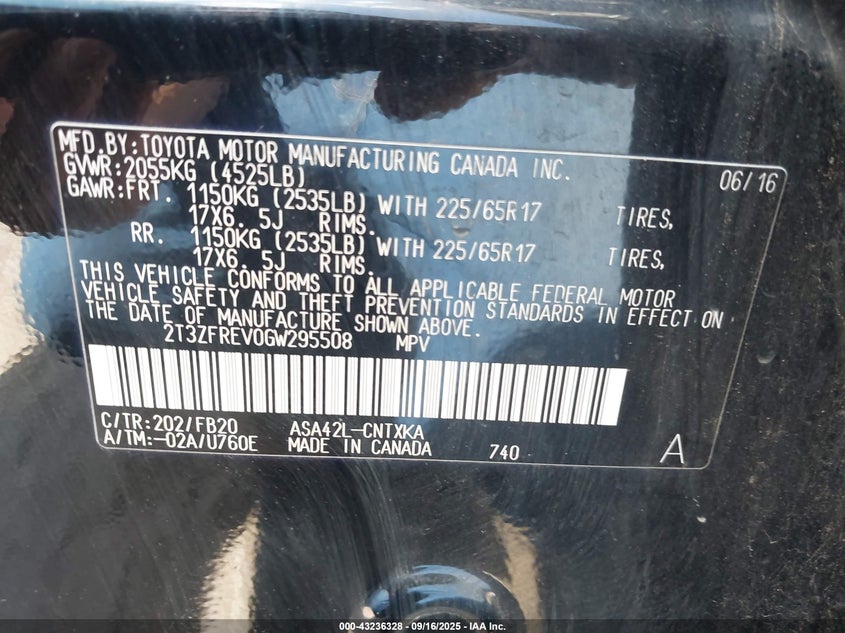 MFD.BY:TOYOTA MOTOR MANUFACTURING CANADA INC. 06/16
GVWR:2055KG (4525LB)
GAWR:FRT. 1150KG (2535LB) WITH 225/65R17 TIRES,
17X6.5J RIMS.
RR. 1150KG (2535LB) WITH 225/65R17 TIRES,
17X6.5J RIMS.
THIS VEHICLE CONFORMS TO ALL APPLICABLE FEDERAL MOTOR
VEHICLE SAFETY AND THEFT PREVENTION STANDARDS IN EFFECT ON
THE DATE OF MANUFACTURE SHOWN ABOVE.
2T3ZFREV0GW295508 MPV
C/TR:202/FB20 ASA42L-CNTXKA
A/TM:-02A/U760E MADE IN CANADA 740 A
000-43236328 - 09/16/2025 - IAA Inc.